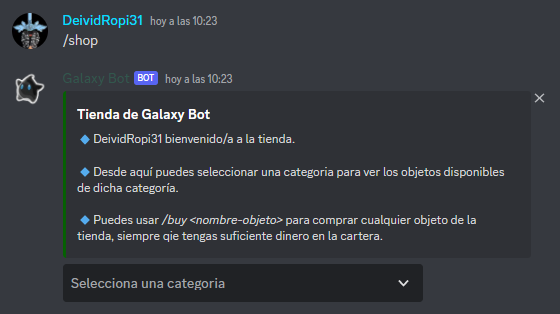 DeividRopi31 hoy a las 10:23
/shop
Galaxy Bot BOT hoy a las 10:23
Tienda de Galaxy Bot
DeividRopi31 bienvenido/a a la tienda.
Desde aquí puedes seleccionar una categoria para ver los objetos disponibles
de dicha categoría.
Puedes usar /buy <nombre-objeto> para comprar cualquier objeto de la
tienda, siempre qie tengas suficiente dinero en la cartera.
Selecciona una categoria